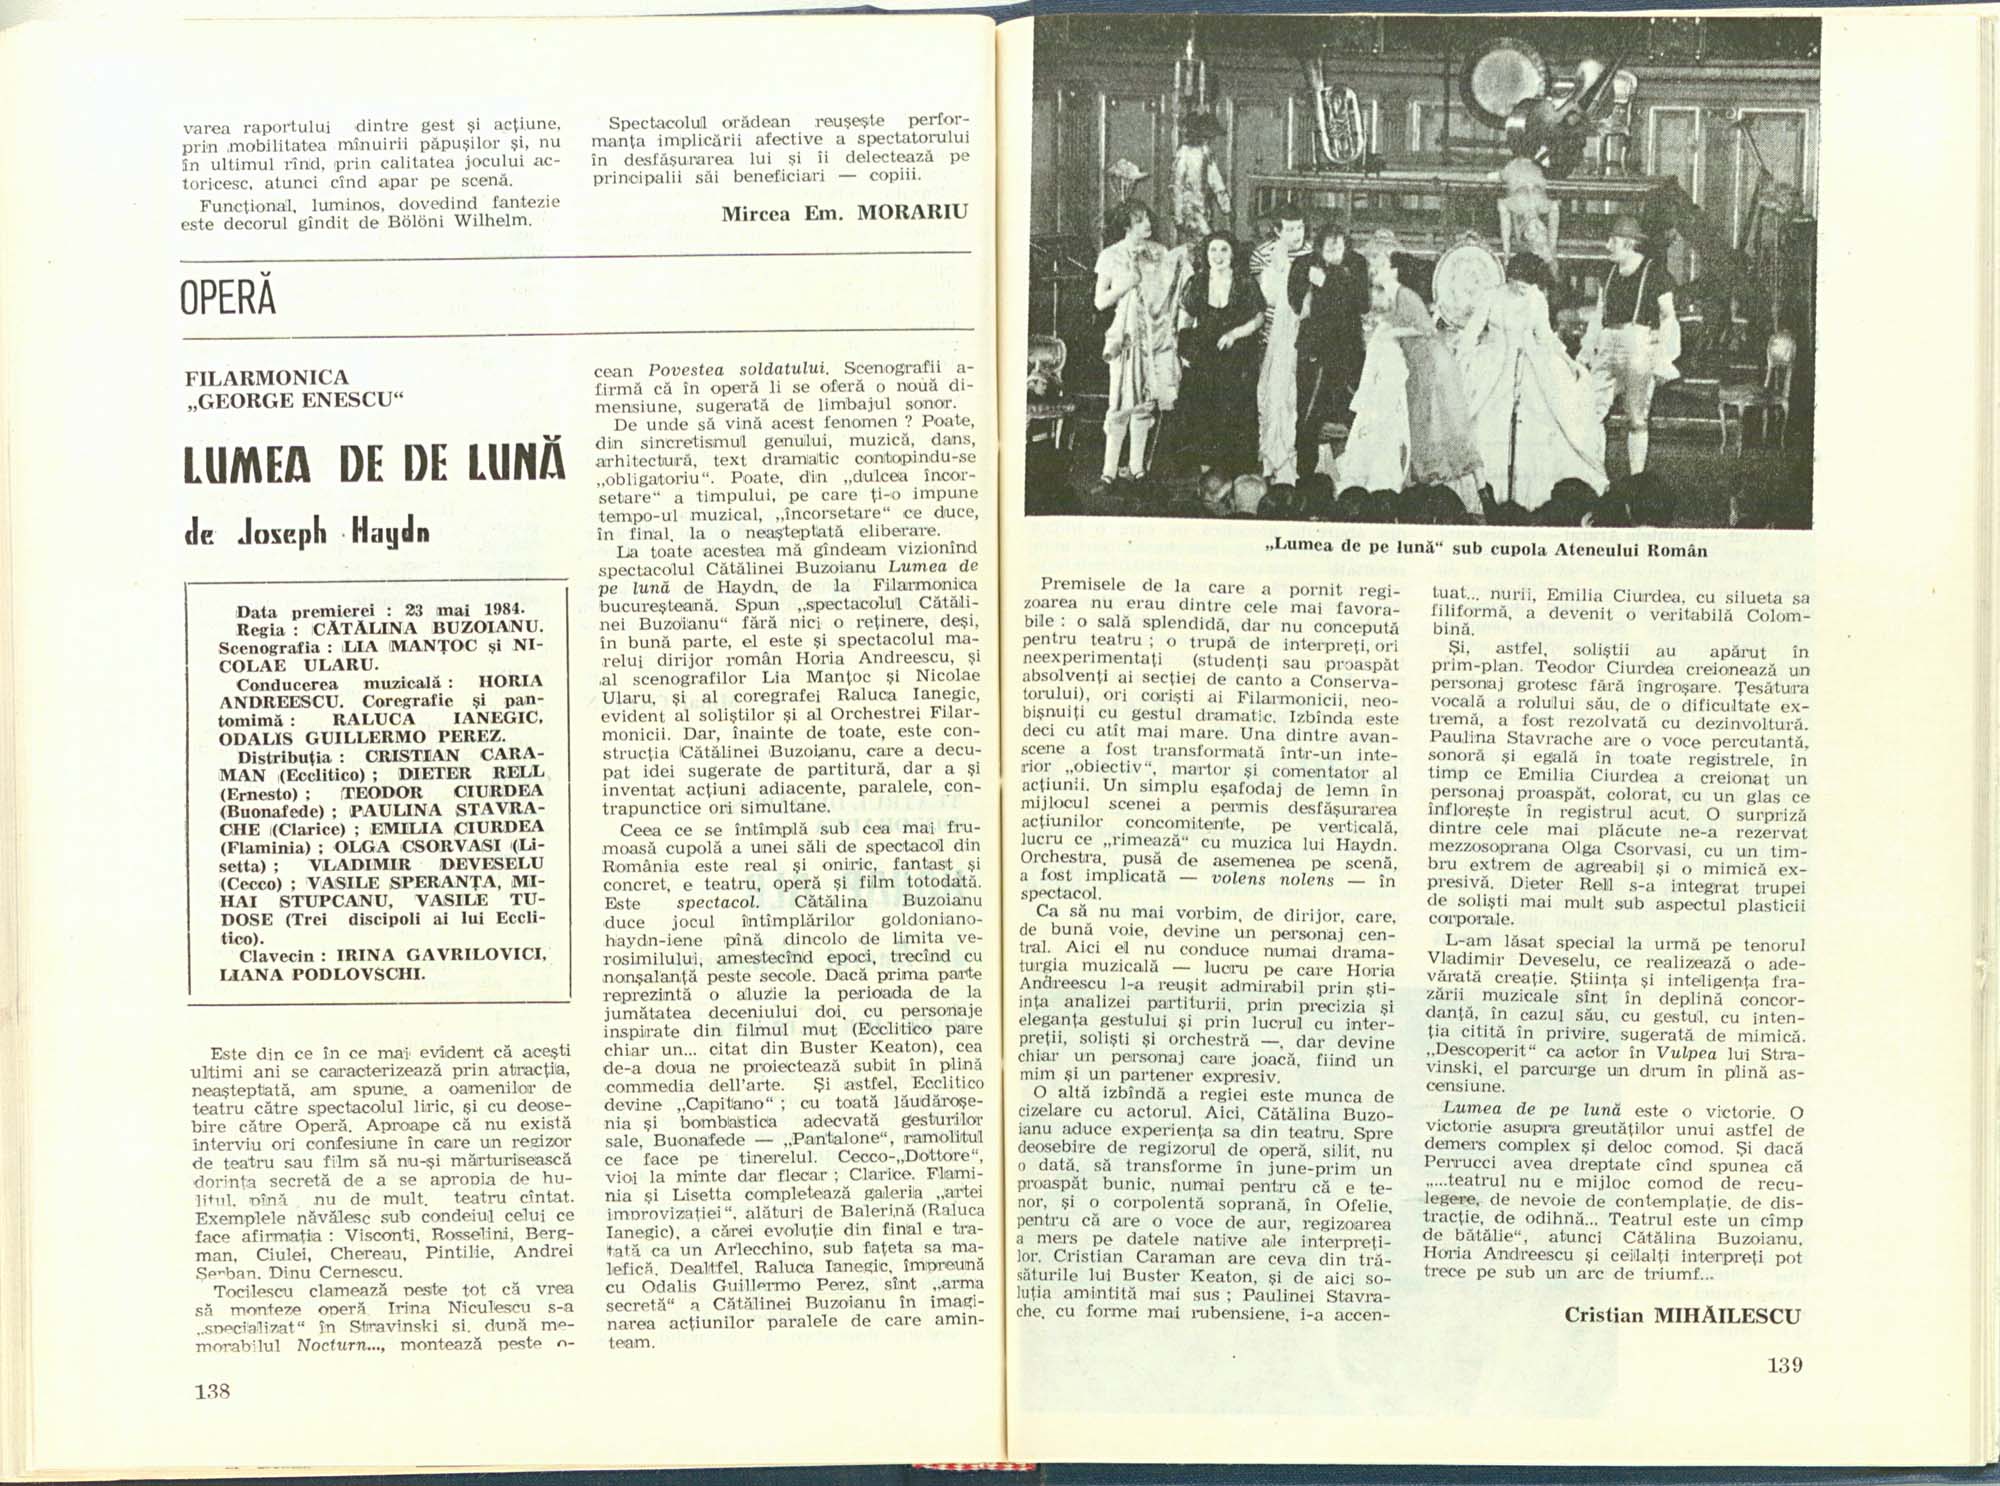 varea raportului dintre gest și acțiune,
prin mobilitatea mînuirii păpușilor și, nu
în ultimul rînd, prin calitatea jocului ac-
toricesc, atunci cînd apar pe scenă.
Funcțional, luminos, dovedind fantezie
este decorul gîndit de Bölöni Wilhelm.
Spectacolul orădean reușește perfor-
manța implicării afective a spectatorului
în desfășurarea lui și îi delectează pe
principalii săi beneficiari — copiii.
Mircea Em. MORARIU
OPERĂ
FILARMONICA
„GEORGE ENESCU“
LUMEA DE DE LUNĂ
de Joseph Haydn
Data premierei : 23 mai 1984.
Regia : CĂTĂLINA BUZOIANU.
Scenografia : LIA MANȚOC și NI-
COLAE ULARU.
Conducerea muzicală : HORIA
ANDREESCU. Coregrafie și pan-
tomimă : RALUCA IANEGIC,
ODALIS GUILLERMO PEREZ.
Distribuția : CRISTIAN CARA-
MAN (Ecclitico) ; DIETER RELL
(Ernesto) ; TEODOR CIURDEA
(Buonafede) ; PAULINA STAVRA-
CHE (Clarice) ; EMILIA CIURDEA
(Flaminia) ; OLGA CSORVASI (Li-
setta) ; VLADIMIR DEVESELU
(Cecco) ; VASILE SPERANȚA, MI-
HAI STUPCANU, VASILE TU-
DOSE (Trei discipoli ai lui Eccli-
tico).
Clavecin : IRINA GAVRILOVICI,
LIANA PODLOVSCHI.
Este din ce în ce mai evident că acești
ultimi ani se caracterizează prin atracția,
neașteptată, am spune, a oamenilor de
teatru către spectacolul liric, și cu deose-
bire către Operă. Aproape că nu există
interviu ori confesiune în care un regizor
de teatru sau film să nu-și mărturisească
dorința secretă de a se apropia de hu-
litul, pînă nu de mult, teatru cîntat.
Exemplele năvălesc sub condeiul celui ce
face afirmația : Visconti, Rosselini, Berg-
man, Ciulei, Chereau, Pintilie, Andrei
Șerban, Dinu Cernescu.
Tocilescu clamează peste tot că vrea
să monteze operă, Irina Niculescu s-a
„specializat“ în Stravinski și, după me-
morabilul Nocturn..., montează peste o-
cean Povestea soldatului. Scenografii a-
firmă că în operă li se oferă o nouă di-
mensiune, sugerată de limbajul sonor.
De unde să vină acest fenomen ? Poate,
din sincretismul genului, muzică, dans,
arhitectură, text dramatic contopindu-se
„obligatoriu“. Poate, din „dulcea încor-
setare“ a timpului, pe care ți-o impune
tempo-ul muzical, „încorsetare“ ce duce,
în final, la o neașteptată eliberare.
La toate acestea mă gîndeam vizionînd
spectacolul Cătălinei Buzoianu Lumea de
pe lună de Haydn, de la Filarmonica
bucureșteană. Spun „spectacolul Cătăli-
nei Buzoianu“ fără nici o reținere, deși,
în bună parte, el este și spectacolul ma-
relui dirijor român Horia Andreescu, și
al scenografilor Lia Manțoc și Nicolae
Ularu, și al coregrafei Raluca Ianegic,
evident al soliștilor și al Orchestrei Filar-
monicii. Dar, înainte de toate, este con-
strucția Cătălinei Buzoianu, care a decu-
pat idei sugerate de partitură, dar a și
inventat acțiuni adiacente, paralele, con-
trapunctice ori simultane.
Ceea ce se întîmplă sub cea mai fru-
moasă cupolă a unei săli de spectacol din
România este real și oniric, fantast și
concret, e teatru, operă și film totodată.
Este spectacol. Cătălina Buzoianu
duce jocul întîmplărilor goldoniano-
haydn-iene pînă dincolo de limita ve-
rosimilului, amestecînd epoci, trecînd cu
nonșalanță peste secole. Dacă prima parte
reprezintă o aluzie la perioada de la
jumătatea deceniului doi, cu personaje
inspirate din filmul mut (Ecclitico pare
chiar un... citat din Buster Keaton), cea
de-a doua ne proiectează subit în plină
commedia dell'arte. Și astfel, Ecclitico
devine „Capitano“ ; cu toată lăudăroșe-
nia și bombastica adecvată gesturilor
sale, Buonafede — „Pantalone“, ramolitul
ce face pe tinerelul. Cecco-„Dottore“,
vioi la minte dar flecar ; Clarice, Flami-
nia și Lisetta completează galeria „artei
improvizației“, alături de Balerină (Raluca
Ianegic), a cărei evoluție din final e tra-
tată ca un Arlecchino, sub fațeta sa ma-
lefică. Dealtfel, Raluca Ianegic, împreună
cu Odalis Guillermo Perez, sînt „arma
secretă“ a Cătălinei Buzoianu în imagi-
narea acțiunilor paralele de care amin-
team.
138
„Lumea de pe lună“ sub cupola Ateneului Român
Premisele de la care a pornit regi-
zoarea nu erau dintre cele mai favora-
bile : o sală splendidă, dar nu concepută
pentru teatru ; o trupă de interpreți, ori
neexperimentați (studenți sau proaspăt
absolvenți ai secției de canto a Conserva-
torului), ori coriști ai Filarmonicii, neo-
bișnuiți cu gestul dramatic. Izbînda este
deci cu atît mai mare. Una dintre avan-
scene a fost transformată într-un inte-
rior „obiectiv“, martor și comentator al
acțiunii. Un simplu eșafodaj de lemn în
mijlocul scenei a permis desfășurarea
acțiunilor concomitente, pe verticală,
lucru ce „rimează“ cu muzica lui Haydn.
Orchestra, pusă de asemenea pe scenă,
a fost implicată — volens nolens — în
spectacol.
Ca să nu mai vorbim, de dirijor, care,
de bună voie, devine un personaj cen-
tral. Aici el nu conduce numai drama-
turgia muzicală — lucru pe care Horia
Andreescu l-a reușit admirabil prin ști-
ința analizei partiturii, prin precizia și
eleganța gestului și prin lucrul cu inter-
preții, soliști și orchestră —, dar devine
chiar un personaj care joacă, fiind un
mim și un partener expresiv.
O altă izbîndă a regiei este munca de
cizelare cu actorul. Aici, Cătălina Buzo-
ianu aduce experiența sa din teatru. Spre
deosebire de regizorul de operă, silit, nu
o dată, să transforme în june-prim un
proaspăt bunic, numai pentru că e te-
nor, și o corpolentă soprană, în Ofelie,
pentru că are o voce de aur, regizoarea
a mers pe datele native ale interpreți-
lor. Cristian Caraman are ceva din tră-
săturile lui Buster Keaton, și de aici so-
luția amintită mai sus ; Paulinei Stavra-
che, cu forme mai rubensiene, i-a accen-
tuat... nurii, Emilia Ciurdea, cu silueta sa
filiformă, a devenit o veritabilă Colom-
bină.
Și, astfel, soliștii au apărut în
prim-plan. Teodor Ciurdea creionează un
personaj grotesc fără îngroșare. Țesătura
vocală a rolului său, de o dificultate ex-
tremă, a fost rezolvată cu dezinvoltură.
Paulina Stavrache are o voce percutantă,
sonoră și egală în toate registrele, în
timp ce Emilia Ciurdea a creionat un
personaj proaspăt, colorat, cu un glas ce
înflorește în registrul acut. O surpriză
dintre cele mai plăcute ne-a rezervat
mezzosoprana Olga Csorvasi, cu un tim-
bru extrem de agreabil și o mimică ex-
presivă. Dieter Rell s-a integrat trupei
de soliști mai mult sub aspectul plasticii
corporale.
L-am lăsat special la urmă pe tenorul
Vladimir Deveselu, ce realizează o ade-
vărată creație. Știința și inteligența fra-
zării muzicale sînt în deplină concor-
danță, în cazul său, cu gestul, cu inten-
ția citită în privire, sugerată de mimică.
„Descoperit“ ca actor în Vulpea lui Stra-
vinski, el parcurge un drum în plină as-
censiune.
Lumea de pe lună este o victorie. O
victorie asupra greutăților unui astfel de
demers complex și deloc comod. Și dacă
Perrucci avea dreptate cînd spunea că
„...teatrul nu e mijloc comod de recu-
legere, de nevoie de contemplație, de dis-
tracție, de odihnă... Teatrul este un cîmp
de bătălie“, atunci Cătălina Buzoianu,
Horia Andreescu și ceilalți interpreți pot
trece pe sub un arc de triumf...
Cristian MIHĂILESCU
139